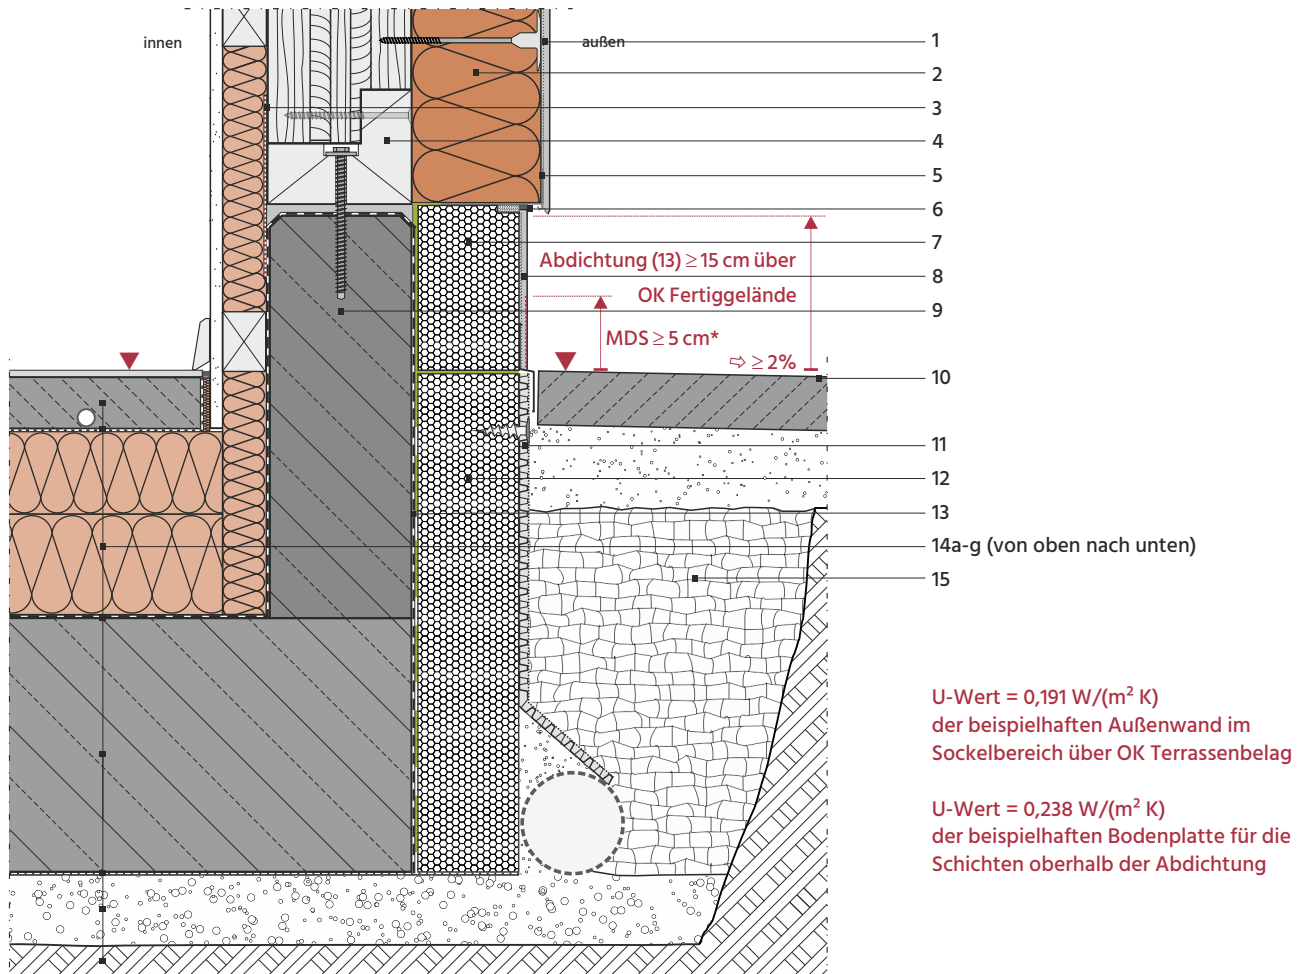 innen
außen
1
2
3
4
5
6
7
Abdichtung (13) ≥ 15 cm über
8
OK Fertiggelände
9
MDS ≥ 5 cm*
⇨ ≥ 2%
10
11
12
13
14a-g (von oben nach unten)
15
U-Wert = 0,191 W/(m² K)
der beispielhaften Außenwand im
Sockelbereich über OK Terrassenbelag
U-Wert = 0,238 W/(m² K)
der beispielhaften Bodenplatte für die
Schichten oberhalb der Abdichtung